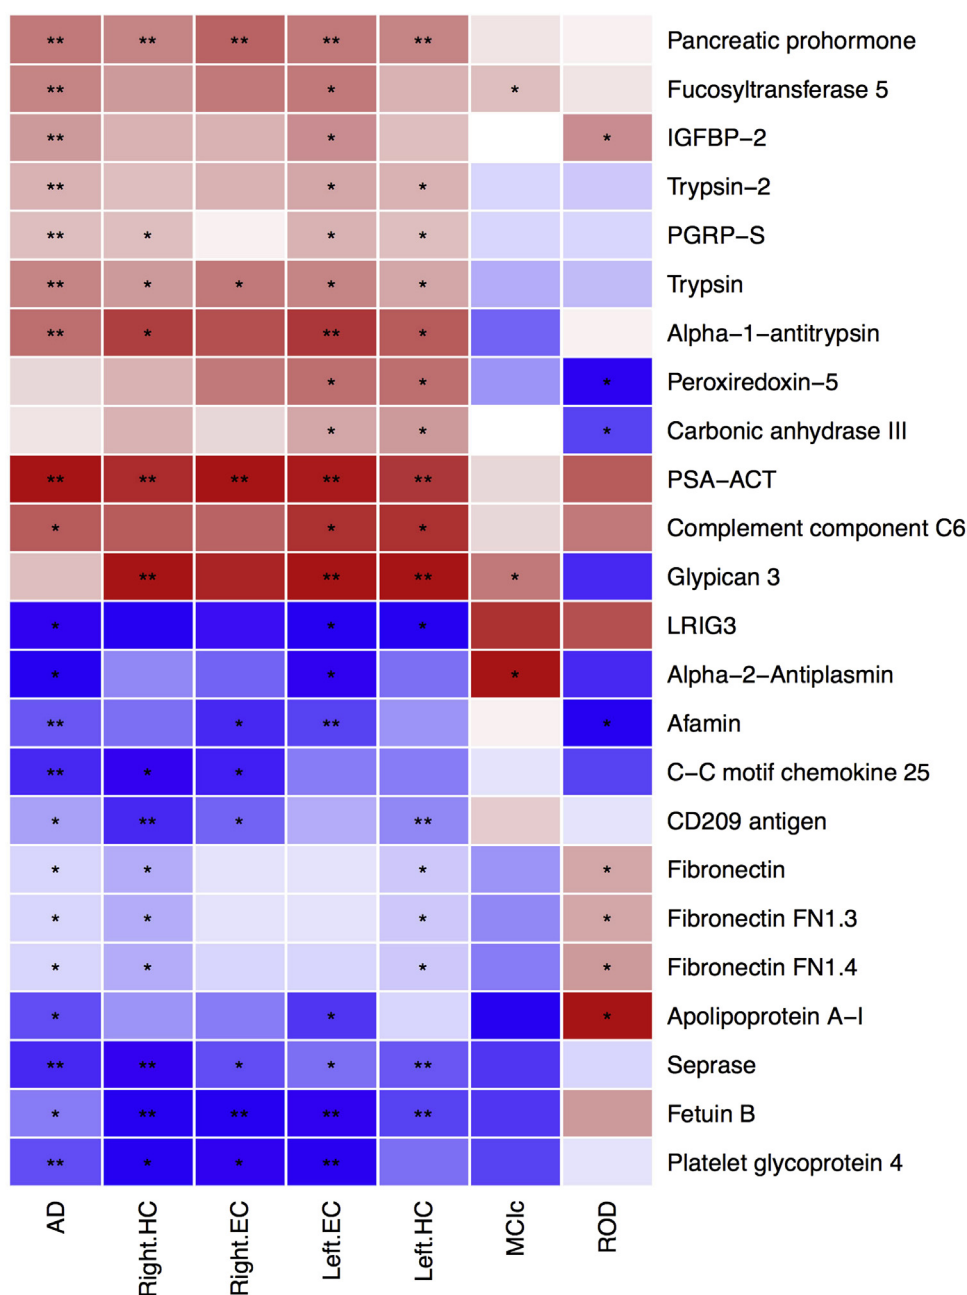 ** ** ** ** ** Pancreatic prohormone
** * * Fucosyltransferase 5
** * * IGFBP−2
** * * Trypsin−2
** * * * PGRP−S
** * * * * Trypsin
** * ** * Alpha−1−antitrypsin
* * * Peroxiredoxin−5
* * * Carbonic anhydrase III
** ** ** ** ** PSA−ACT
* * * Complement component C6
** ** ** * Glypican 3
* * * LRIG3
* * * Alpha−2−Antiplasmin
** * ** * Afamin
** * * C−C motif chemokine 25
* ** * ** CD209 antigen
* * * * Fibronectin
* * * * Fibronectin FN1.3
* * * * Fibronectin FN1.4
* * * Apolipoprotein A−I
** ** * * ** Seprase
* ** ** ** ** Fetuin B
** * * ** Platelet glycoprotein 4
AD
Right.HC
Right.EC
Left.EC
Left.HC
MCIc
ROD